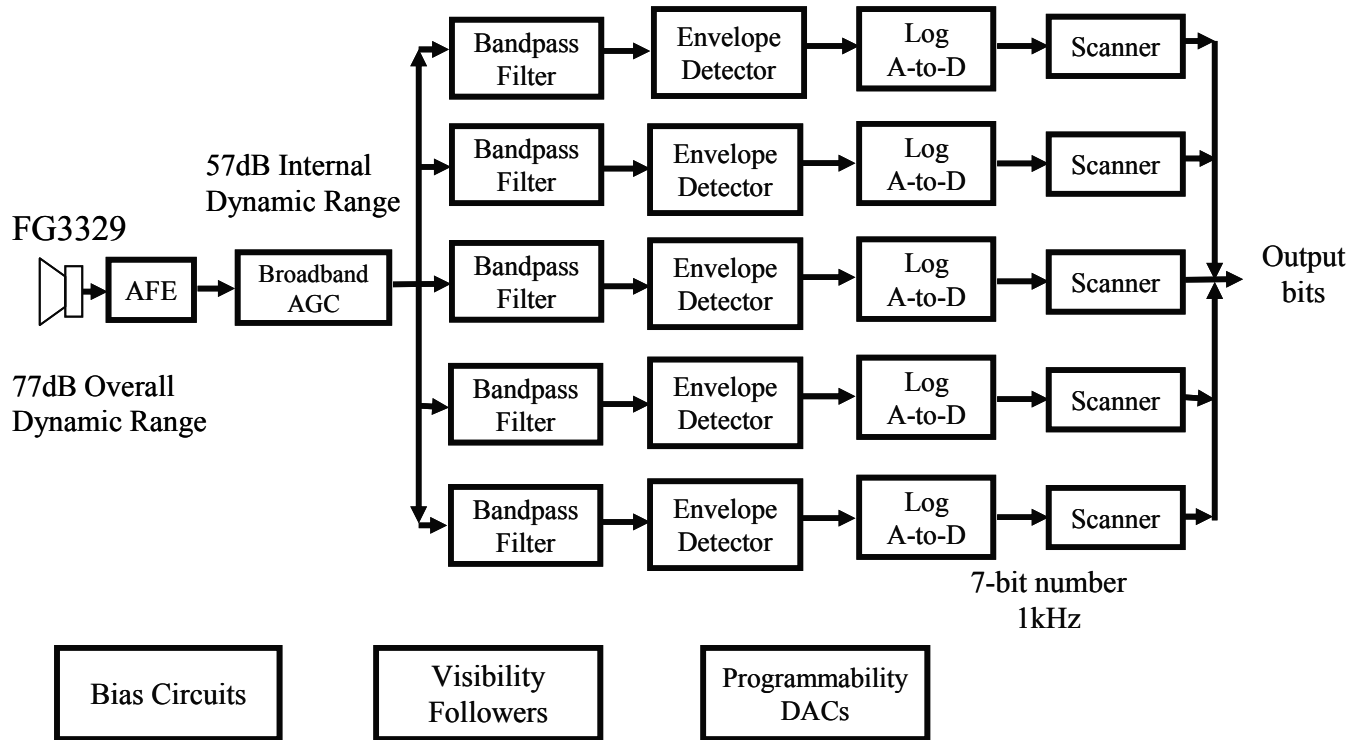 Bandpass
Filter
Envelope
Detector
Log
A-to-D
Scanner
57dB Internal
Dynamic Range
Bandpass
Filter
Envelope
Detector
Log
A-to-D
Scanner
FG3329
AFE
Broadband
AGC
Bandpass
Filter
Envelope
Detector
Log
A-to-D
Scanner
Output
bits
77dB Overall
Dynamic Range
Bandpass
Filter
Envelope
Detector
Log
A-to-D
Scanner
Bandpass
Filter
Envelope
Detector
Log
A-to-D
Scanner
7-bit number
1kHz
Bias Circuits
Visibility
Followers
Programmability
DACs